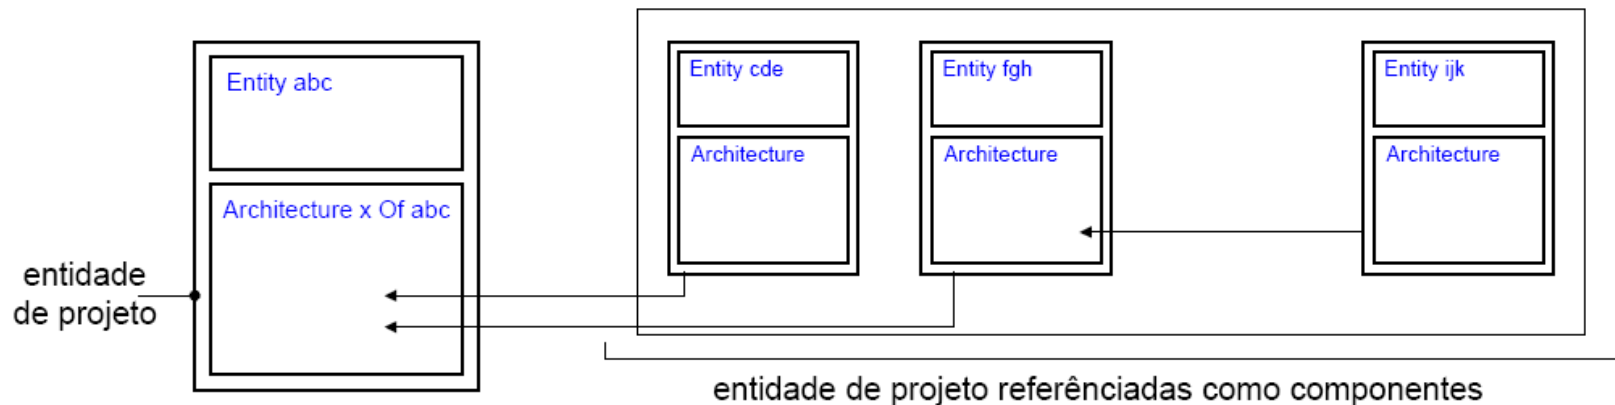 Entity abc
Architecture x Of abc
entidade
de projeto
Entity cde
Architecture
Entity fgh
Architecture
Entity ijk
Architecture
entidade de projeto referênciadas como componentes